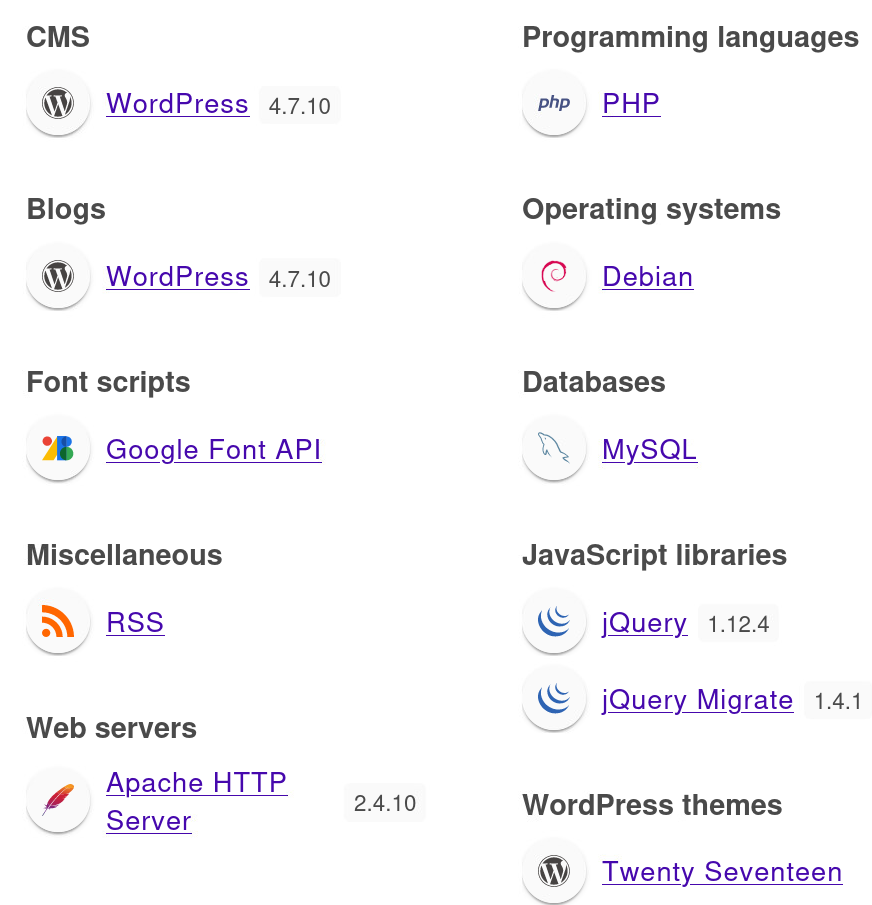 CMS
WordPress 4.7.10
Blogs
WordPress 4.7.10
Font scripts
Google Font API
Miscellaneous
RSS
Web servers
Apache HTTP
Server 2.4.10
Programming languages
php PHP
Operating systems
Debian
Databases
MySQL
JavaScript libraries
jQuery 1.12.4
jQuery Migrate 1.4.1
WordPress themes
Twenty Seventeen